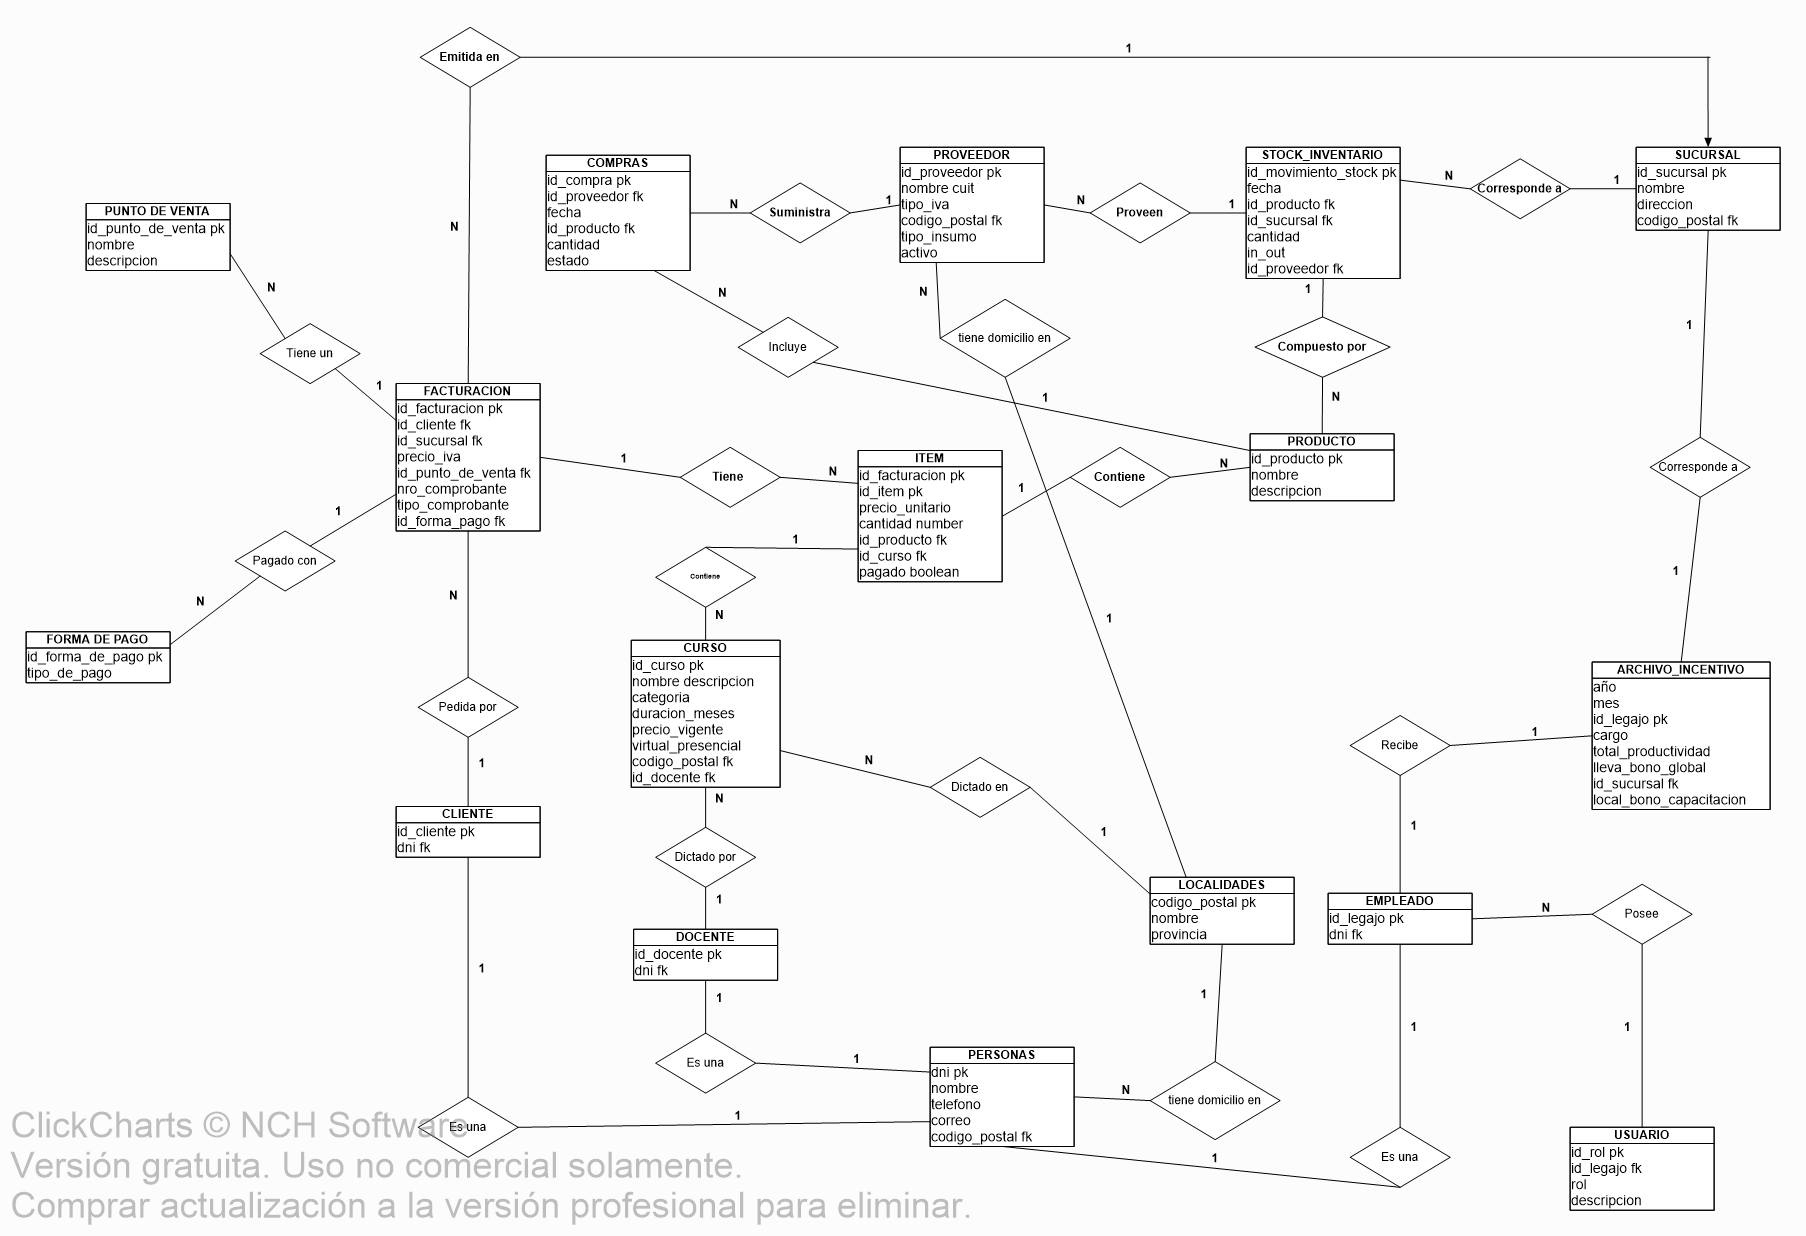 Emitida en
1
N
COMPRAS
id_compra pk
id_proveedor fk
fecha
id_producto fk
cantidad
estado
N
Suministra
1
PROVEEDOR
id_proveedor pk
nombre cuit
tipo_iva
codigo_postal fk
tipo_insumo
activo
N
Proveen
1
STOCK_INVENTARIO
id_movimiento_stock pk
fecha
id_producto fk
id_sucursal fk
cantidad
in_out
id_proveedor fk
N
Corresponde a
1
SUCURSAL
id_sucursal pk
nombre
direccion
codigo_postal fk
PUNTO DE VENTA
id_punto_de_venta pk
nombre
descripcion
N
Tiene un
1
N
Incluye
1
N
tiene domicilio en
1
1
Compuesto por
N
1
Corresponde a
1
FACTURACION
id_facturacion pk
id_cliente fk
id_sucursal fk
precio_iva
id_punto_de_venta fk
nro_comprobante
tipo_comprobante
id_forma_pago fk
1
Tiene
N
ITEM
id_facturacion pk
id_item pk
precio_unitario
cantidad number
id_producto fk
id_curso fk
pagado boolean
1
Contiene
N
PRODUCTO
id_producto pk
nombre
descripcion
1
Pagado con
N
FORMA DE PAGO
id_forma_de_pago pk
tipo_de_pago
N
Pedida por
1
1
Contiene
N
CURSO
id_curso pk
nombre descripcion
categoria
duracion_meses
precio_vigente
virtual_presencial
codigo_postal fk
id_docente fk
N
Dictado en
1
ARCHIVO_INCENTIVO
año
mes
id_legajo pk
cargo
total_productividad
lleva_bono_global
id_sucursal fk
local_bono_capacitacion
1
Recibe
1
CLIENTE
id_cliente pk
dni fk
N
Dictado por
1
DOCENTE
id_docente pk
dni fk
LOCALIDADES
codigo_postal pk
nombre
provincia
EMPLEADO
id_legajo pk
dni fk
N
Posee
1
1
Es una
1
1
Es una
1
PERSONAS
dni pk
nombre
telefono
correo
codigo_postal fk
N
tiene domicilio en
1
1
Es una
1
USUARIO
id_rol pk
id_legajo fk
rol
descripcion
ClickCharts © NCH Software
Versión gratuita. Uso no comercial solamente.
Comprar actualización a la versión profesional para eliminar.